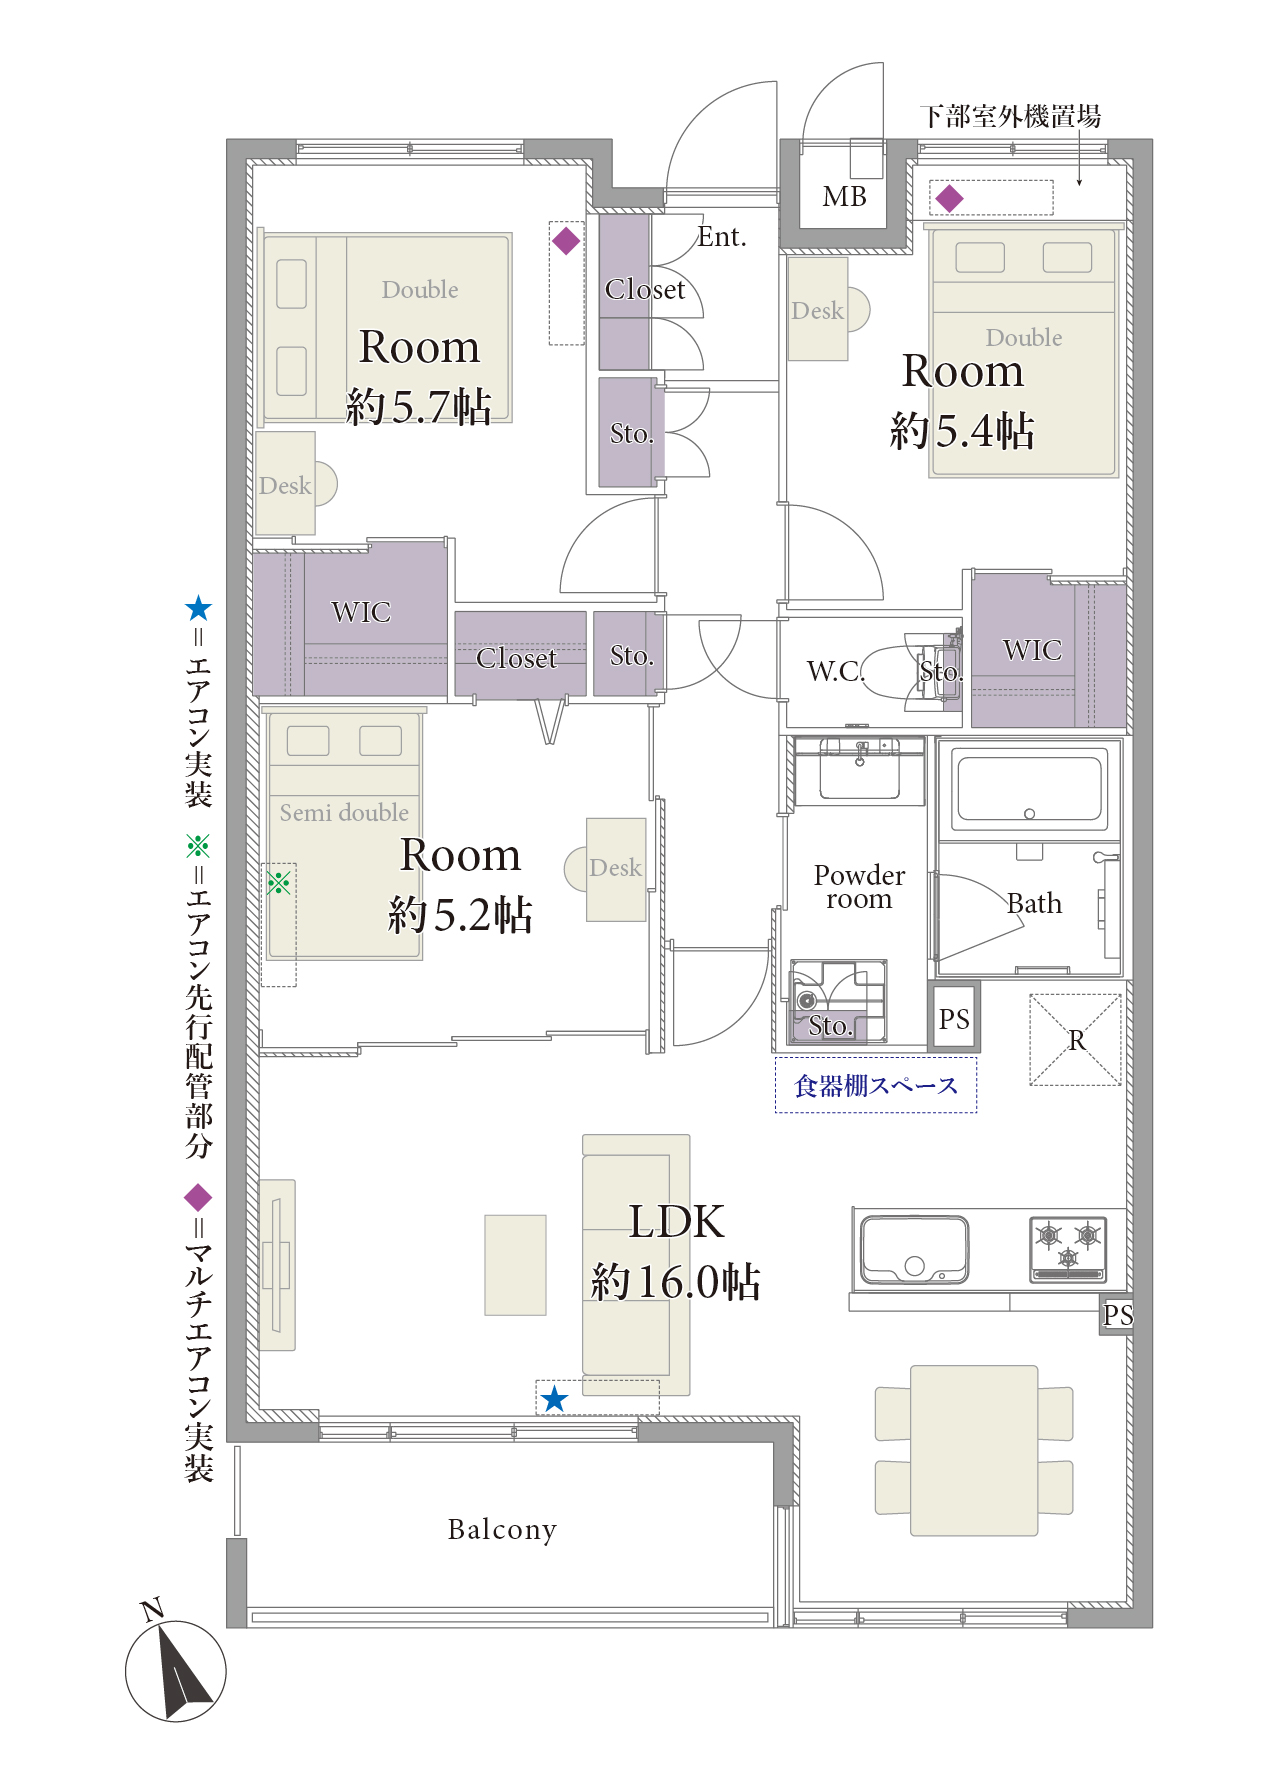 下部室外機置場
MB
Ent.
Closet
Double
Room
約5.7帖
Desk
Desk
Double
Room
約5.4帖
Sto.
WIC
Closet
Sto.
W.C.
Sto.
WIC
Semi double
Room
約5.2帖
Desk
※
Powder
room
Bath
Sto.
PS
R
食器棚スペース
LDK
約16.0帖
PS
★
Balcony
N
★=エアコン実装
※=エアコン先行配管部分
◆=マルチエアコン実装